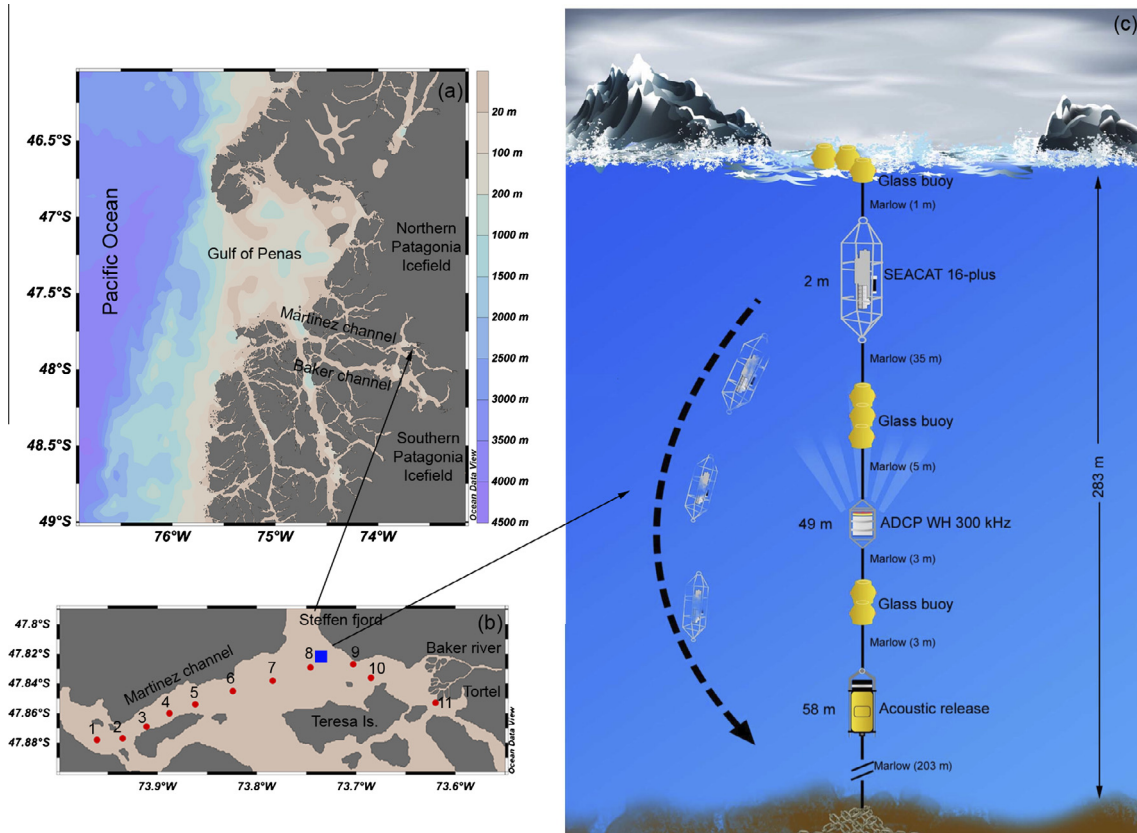 (a)
46.5°S
47°S
47.5°S
48°S
48.5°S
49°S
76°W
75°W
74°W
Pacific Ocean
Gulf of Penas
Northern
Patagonia
Icefield
Martinez channel
Baker channel
Southern
Patagonia
Icefield
20 m
100 m
200 m
1000 m
1500 m
2000 m
2500 m
3000 m
3500 m
4000 m
4500 m
Ocean Data View
(b)
47.8°S
47.82°S
47.84°S
47.86°S
47.88°S
73.9°W
73.8°W
73.7°W
73.6°W
Steffen fjord
Martinez channel
Baker river
Tortel
Teresa Is.
1
2
3
4
5
6
7
8
9
10
11
Ocean Data View
(c)
Glass buoy
Marlow (1 m)
SEACAT 16-plus
2 m
Marlow (35 m)
Glass buoy
Marlow (5 m)
49 m
ADCP WH 300 kHz
Marlow (3 m)
Glass buoy
Marlow (3 m)
58 m
Acoustic release
Marlow (203 m)
283 m